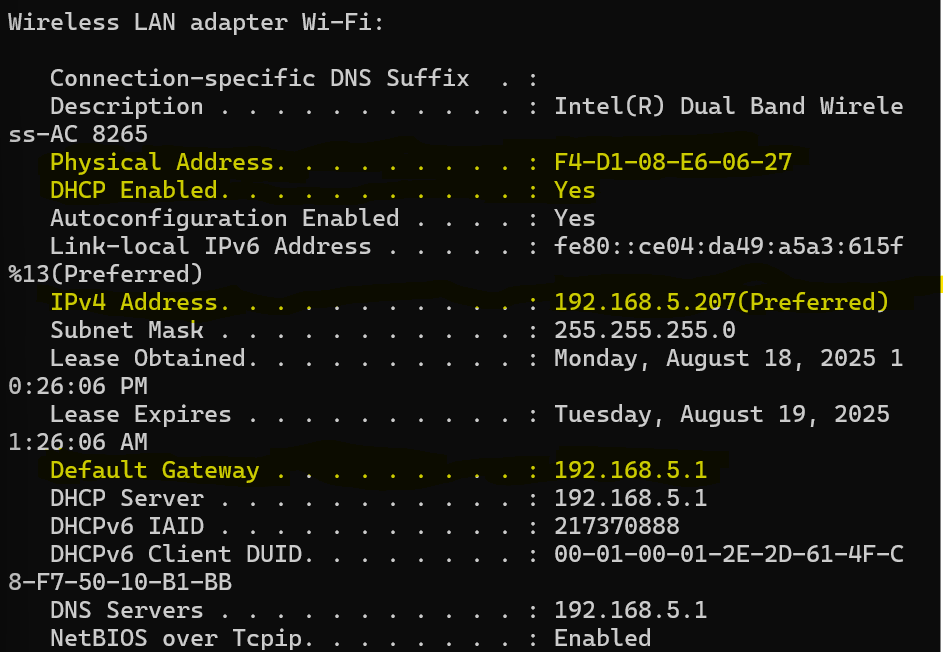 Wireless LAN adapter Wi-Fi:
Connection-specific DNS Suffix  . :
Description . . . . . . . . . . . : Intel(R) Dual Band Wirele
ss-AC 8265
Physical Address. . . . . . . . . : F4-D1-08-E6-06-27
DHCP Enabled. . . . . . . . . . . : Yes
Autoconfiguration Enabled . . . . : Yes
Link-local IPv6 Address . . . . . : fe80::ce04:da49:a5a3:615f
%13(Preferred)
IPv4 Address. . . . . . . . . . . : 192.168.5.207(Preferred)
Subnet Mask . . . . . . . . . . . : 255.255.255.0
Lease Obtained. . . . . . . . . . : Monday, August 18, 2025 1
0:26:06 PM
Lease Expires . . . . . . . . . . : Tuesday, August 19, 2025
1:26:06 AM
Default Gateway . . . . . . . . . : 192.168.5.1
DHCP Server . . . . . . . . . . . : 192.168.5.1
DHCPv6 IAID . . . . . . . . . . . : 217370888
DHCPv6 Client DUID. . . . . . . . : 00-01-00-01-2E-2D-61-4F-C
8-F7-50-10-B1-BB
DNS Servers . . . . . . . . . . . : 192.168.5.1
NetBIOS over Tcpip. . . . . . . . : Enabled